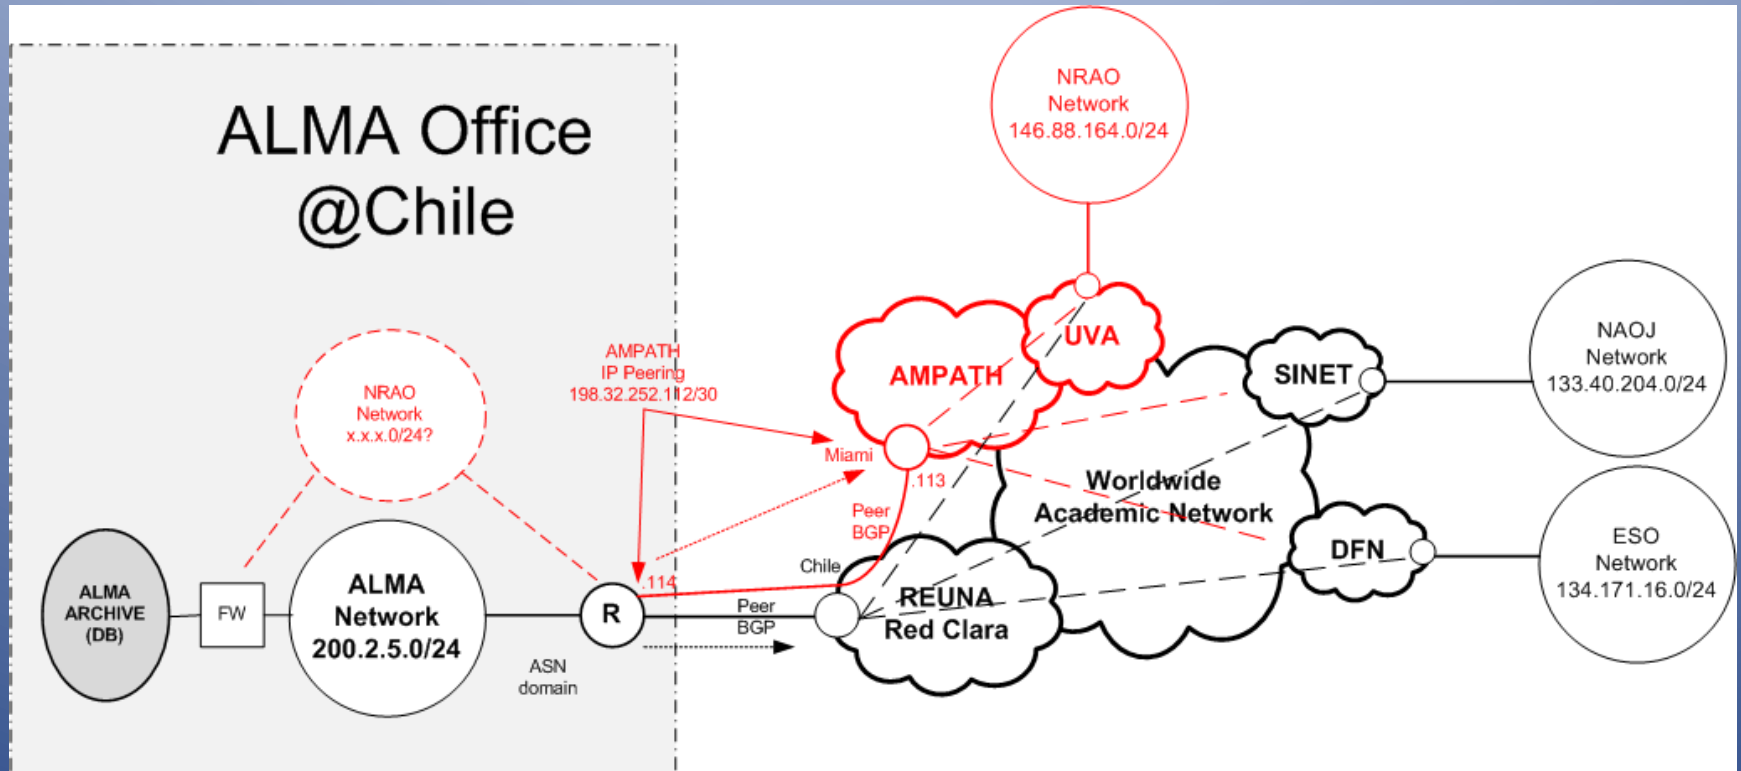 ALMA Office
@Chile
NRAO
Network
146.88.164.0/24
AMPATH
IP Peering
198.32.252.112/30
NRAO
Network
x.x.x.0/24?
AMPATH
UVA
SINET
NAOJ
Network
133.40.204.0/24
Miami
.113
Peer
BGP
Worldwide
Academic Network
Chile
.114
DFN
ESO
Network
134.171.16.0/24
ALMA
ARCHIVE
(DB)
FW
ALMA
Network
200.2.5.0/24
R
Peer
BGP
REUNA
Red Clara
ASN
domain